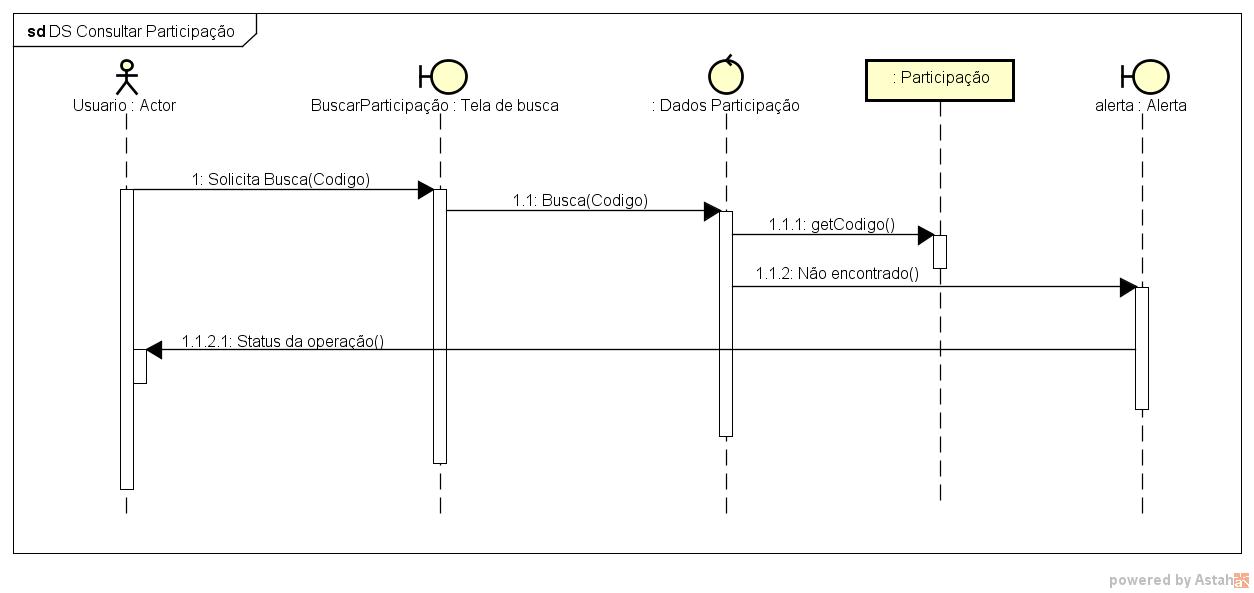 sd DS Consultar Participação
Usuario : Actor
BuscarParticipação : Tela de busca
: Dados Participação
: Participação
alerta : Alerta
1: Solicita Busca(Codigo)
1.1: Busca(Codigo)
1.1.1: getCodigo()
1.1.2: Não encontrado()
1.1.2.1: Status da operação()
powered by Astah